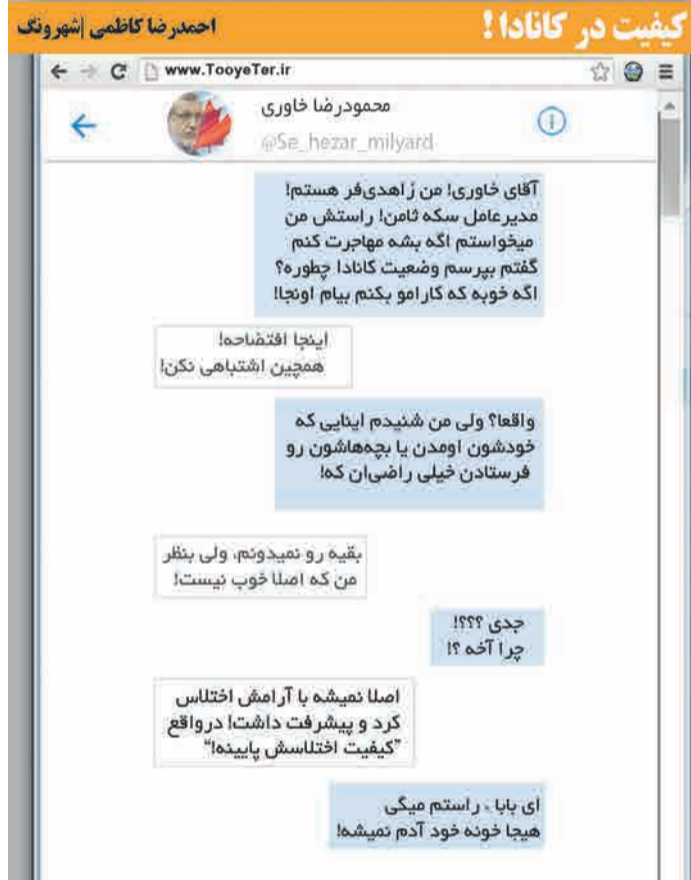 کیفیت در کانادا !
احمدرضا کاظمی |شهرونگ
www.TooyeTer.ir
محمودرضا خاوری
@Se_hezar_milyard
آقای خاوری! من زاهدی‌فر هستم!
مدیرعامل سکه ثامن! راستش من
میخواستم اگه بشه مهاجرت کنم
گفتم بپرسم وضعیت کانادا چطوره؟
اگه خوبه که کارامو بکنم بیام اونجا!
اینجا افتضاحه!
همچین اشتباهی نکن!
واقعا؟ ولی من شنیدم اینایی که
خودشون اومدن یا بچه‌هاشون رو
فرستادن خیلی راضی‌ان که!
بقیه رو نمیدونم، ولی بنظر
من که اصلا خوب نیست!
جدی ؟؟؟!
چرا آخه ؟!
اصلا نمیشه با آرامش اختلاس
کرد و پیشرفت داشت! درواقع
"کیفیت اختلاسش پایینه!"
ای بابا ، راستم میگی
هیجا خونه خود آدم نمیشه!